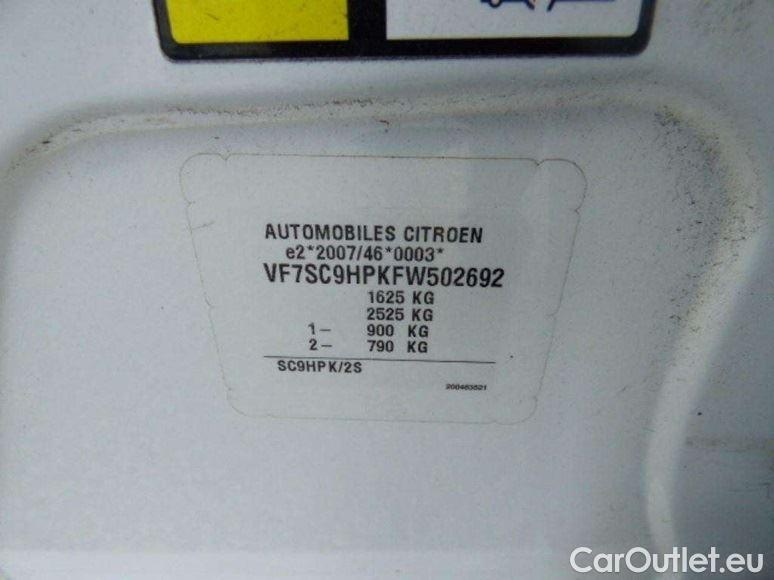 AUTOMOBILES CITROEN
e2*2007/46*0003*
VF7SC9HPKFW502692
1625 KG
2525 KG
1- 900 KG
2- 790 KG
SC9HPK/2S
200463521
CarOutlet.eu